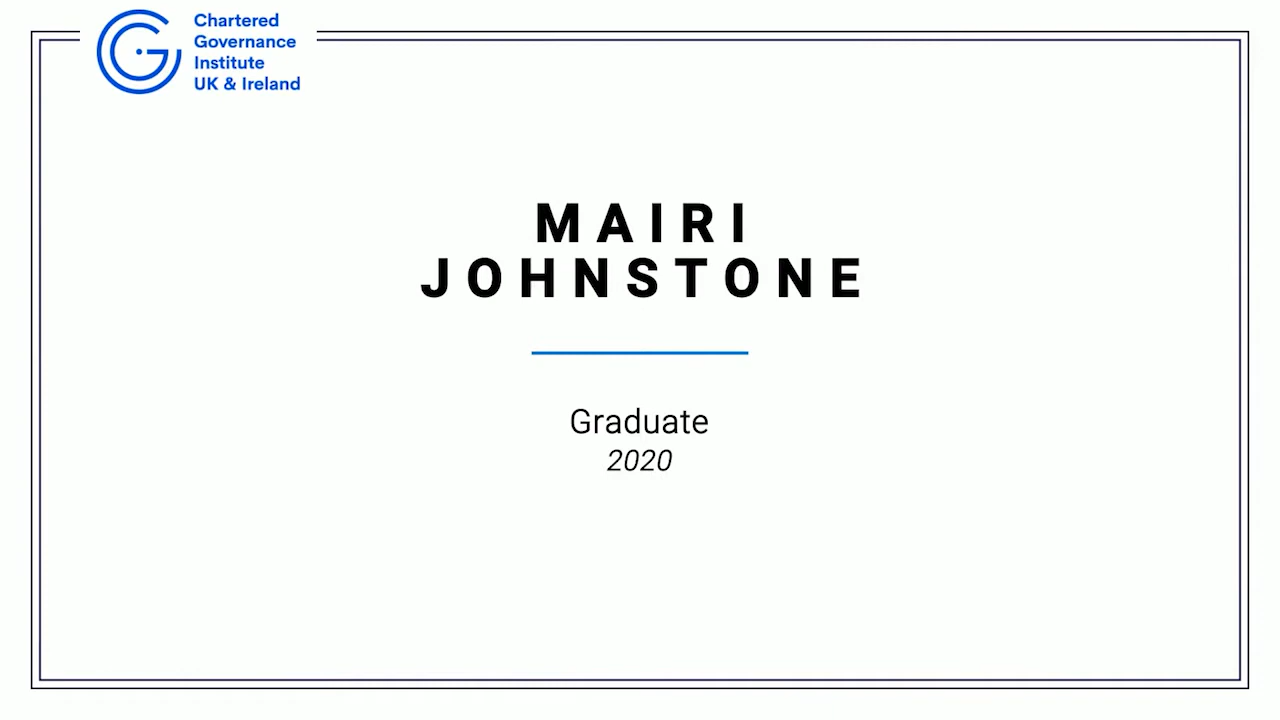 Chartered
Governance
Institute
UK & Ireland
MAIRI
JOHNSTONE
Graduate
2020